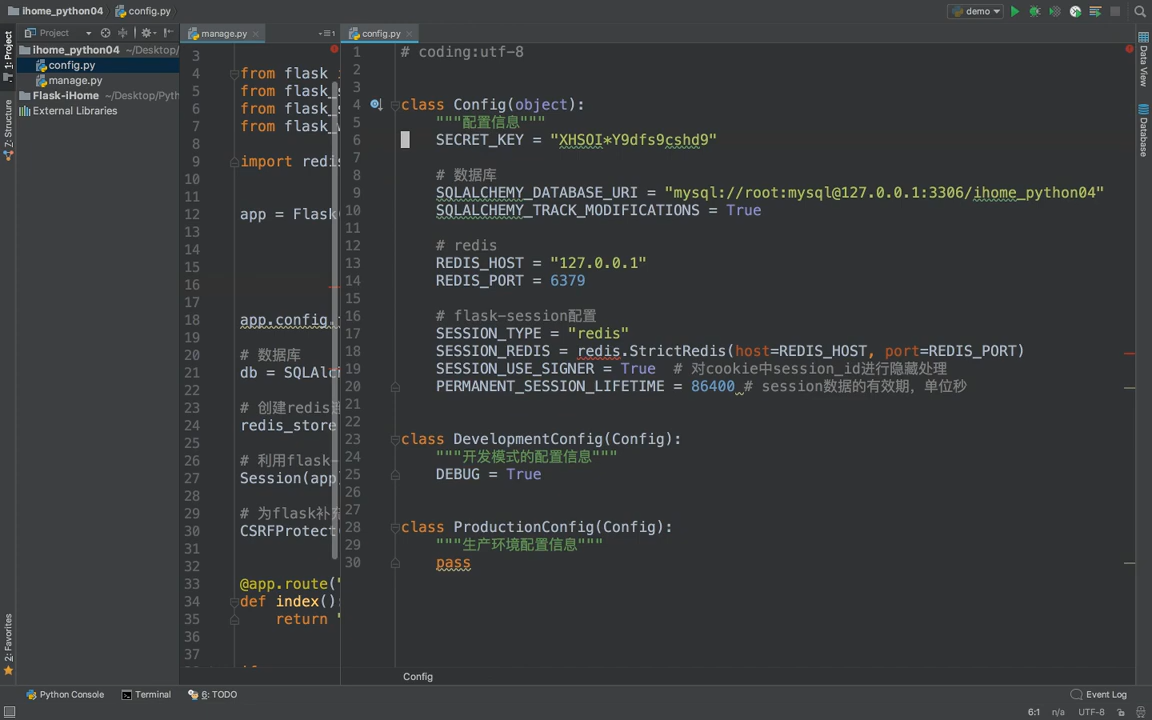 ihome_python04
config.py
demo
Project
manage.py
config.py
ihome_python04 ~/Desktop/
config.py
manage.py
Flask-iHome ~/Desktop/Pyth
External Libraries
1: Project
7: Structure
2: Favorites
Data View
Database
3
4 from flask
5 from flask_
6 from flask_
7 from flask_
8
9 import redis
10
11
12 app = Flask
13
14
15
16
17
18 app.config.
19
20 # 数据库
21 db = SQLAlc
22
23 # 创建redis
24 redis_store
25
26 # 利用flask-
27 Session(app
28
29 # 为flask补
30 CSRFProtect
31
32
33 @app.route("
34 def index():
35 return "
36
37
1 # coding:utf-8
2
3
4 class Config(object):
5 """配置信息"""
6 SECRET_KEY = "XHSOI*Y9dfs9cshd9"
7
8 # 数据库
9 SQLALCHEMY_DATABASE_URI = "mysql://root:mysql@127.0.0.1:3306/ihome_python04"
10 SQLALCHEMY_TRACK_MODIFICATIONS = True
11
12 # redis
13 REDIS_HOST = "127.0.0.1"
14 REDIS_PORT = 6379
15
16 # flask-session配置
17 SESSION_TYPE = "redis"
18 SESSION_REDIS = redis.StrictRedis(host=REDIS_HOST, port=REDIS_PORT)
19 SESSION_USE_SIGNER = True # 对cookie中session_id进行隐藏处理
20 PERMANENT_SESSION_LIFETIME = 86400 # session数据的有效期，单位秒
21
22
23 class DevelopmentConfig(Config):
24 """开发模式的配置信息"""
25 DEBUG = True
26
27
28 class ProductionConfig(Config):
29 """生产环境配置信息"""
30 pass
Config
Python Console
Terminal
6: TODO
Event Log
6:1 n/a UTF-8